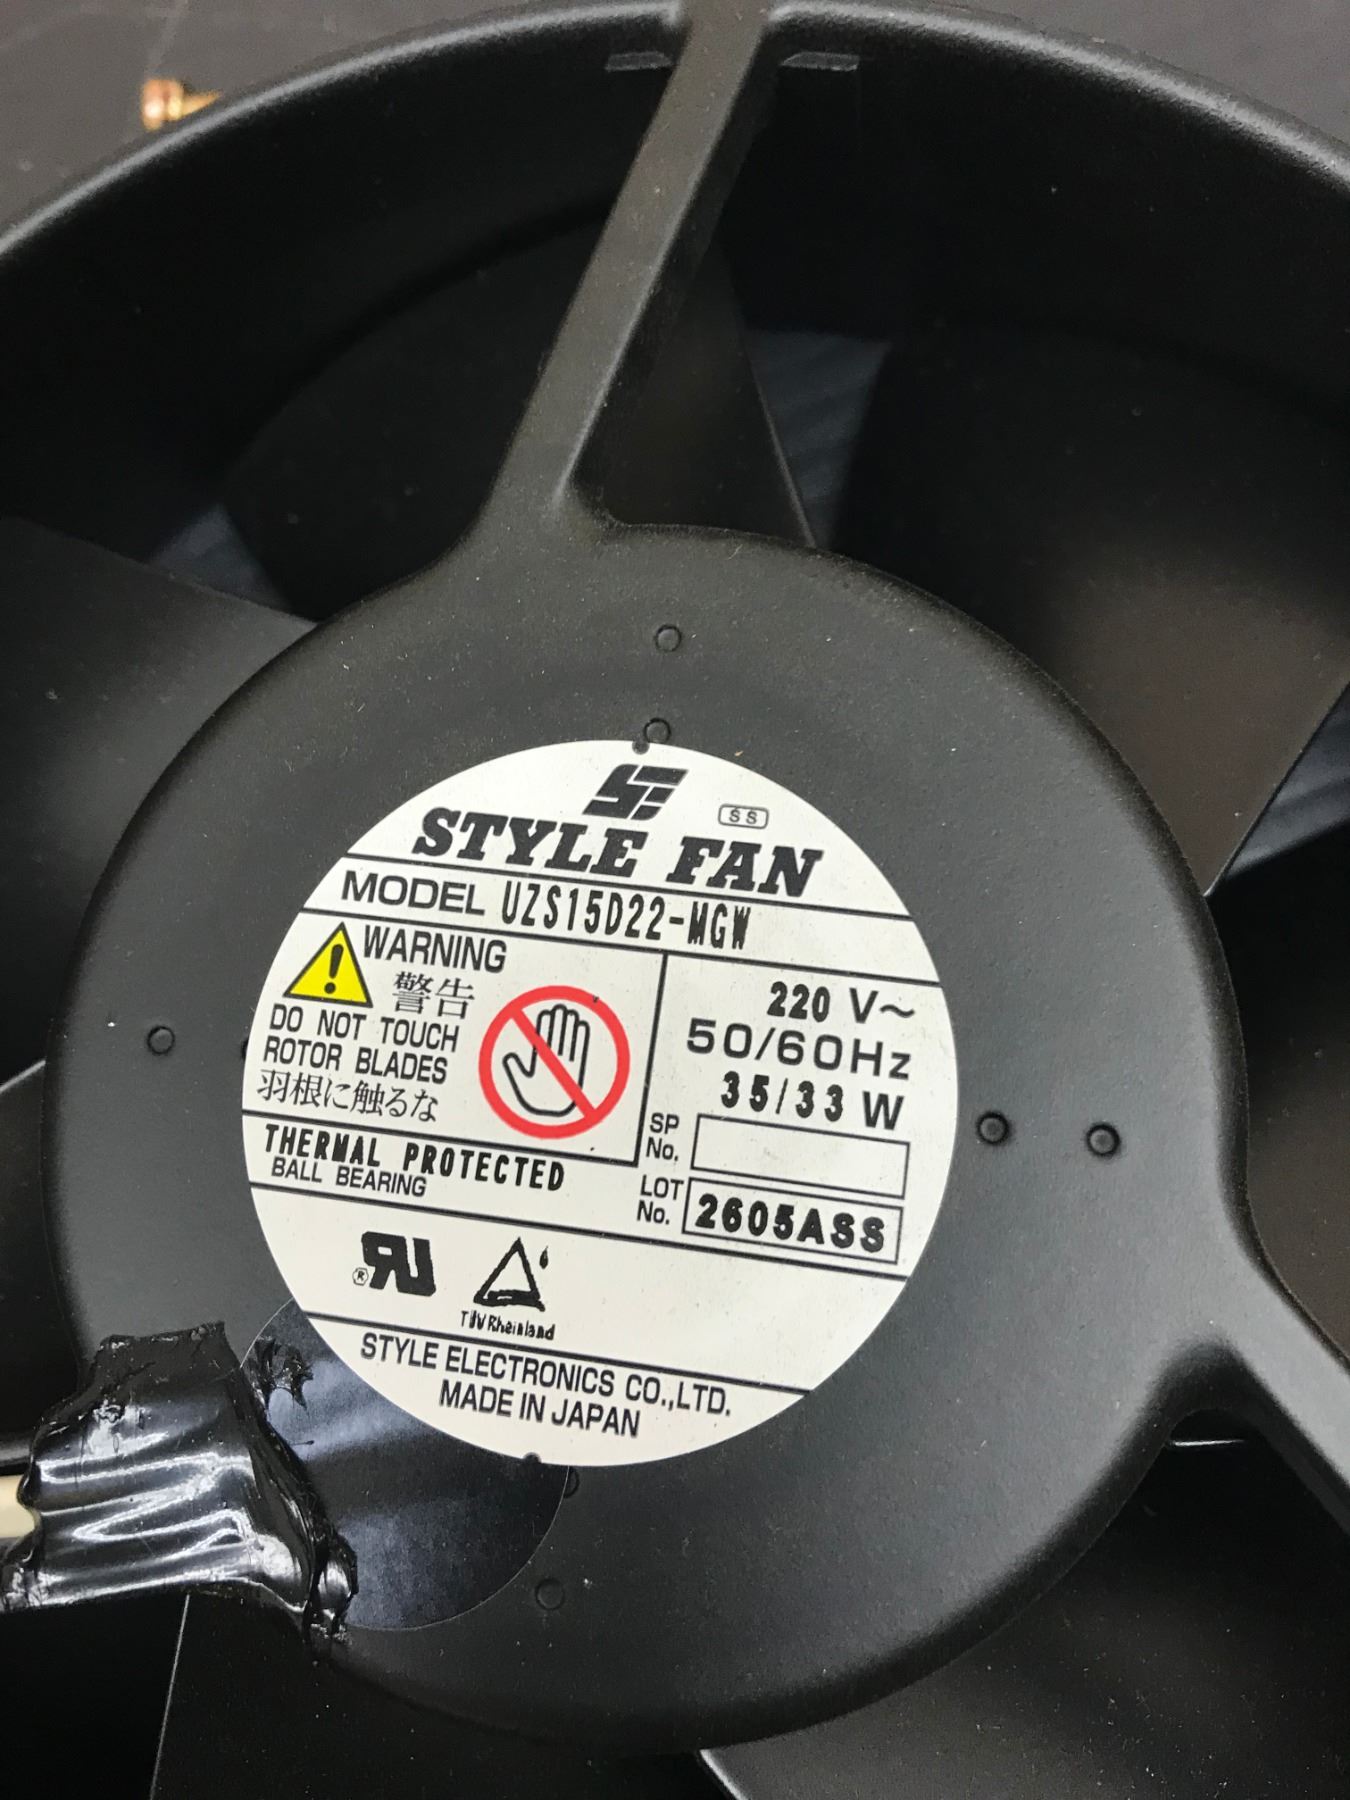 SS
STYLE FAN
MODEL UZS15D22-MGW
WARNING
警告
DO NOT TOUCH
ROTOR BLADES
羽根に触るな
220 V~
50/60Hz
35/33 W
SP
No.
LOT
No.
2605ASS
THERMAL PROTECTED
BALL BEARING
®
TÜV Rheinland
STYLE ELECTRONICS CO.,LTD.
MADE IN JAPAN